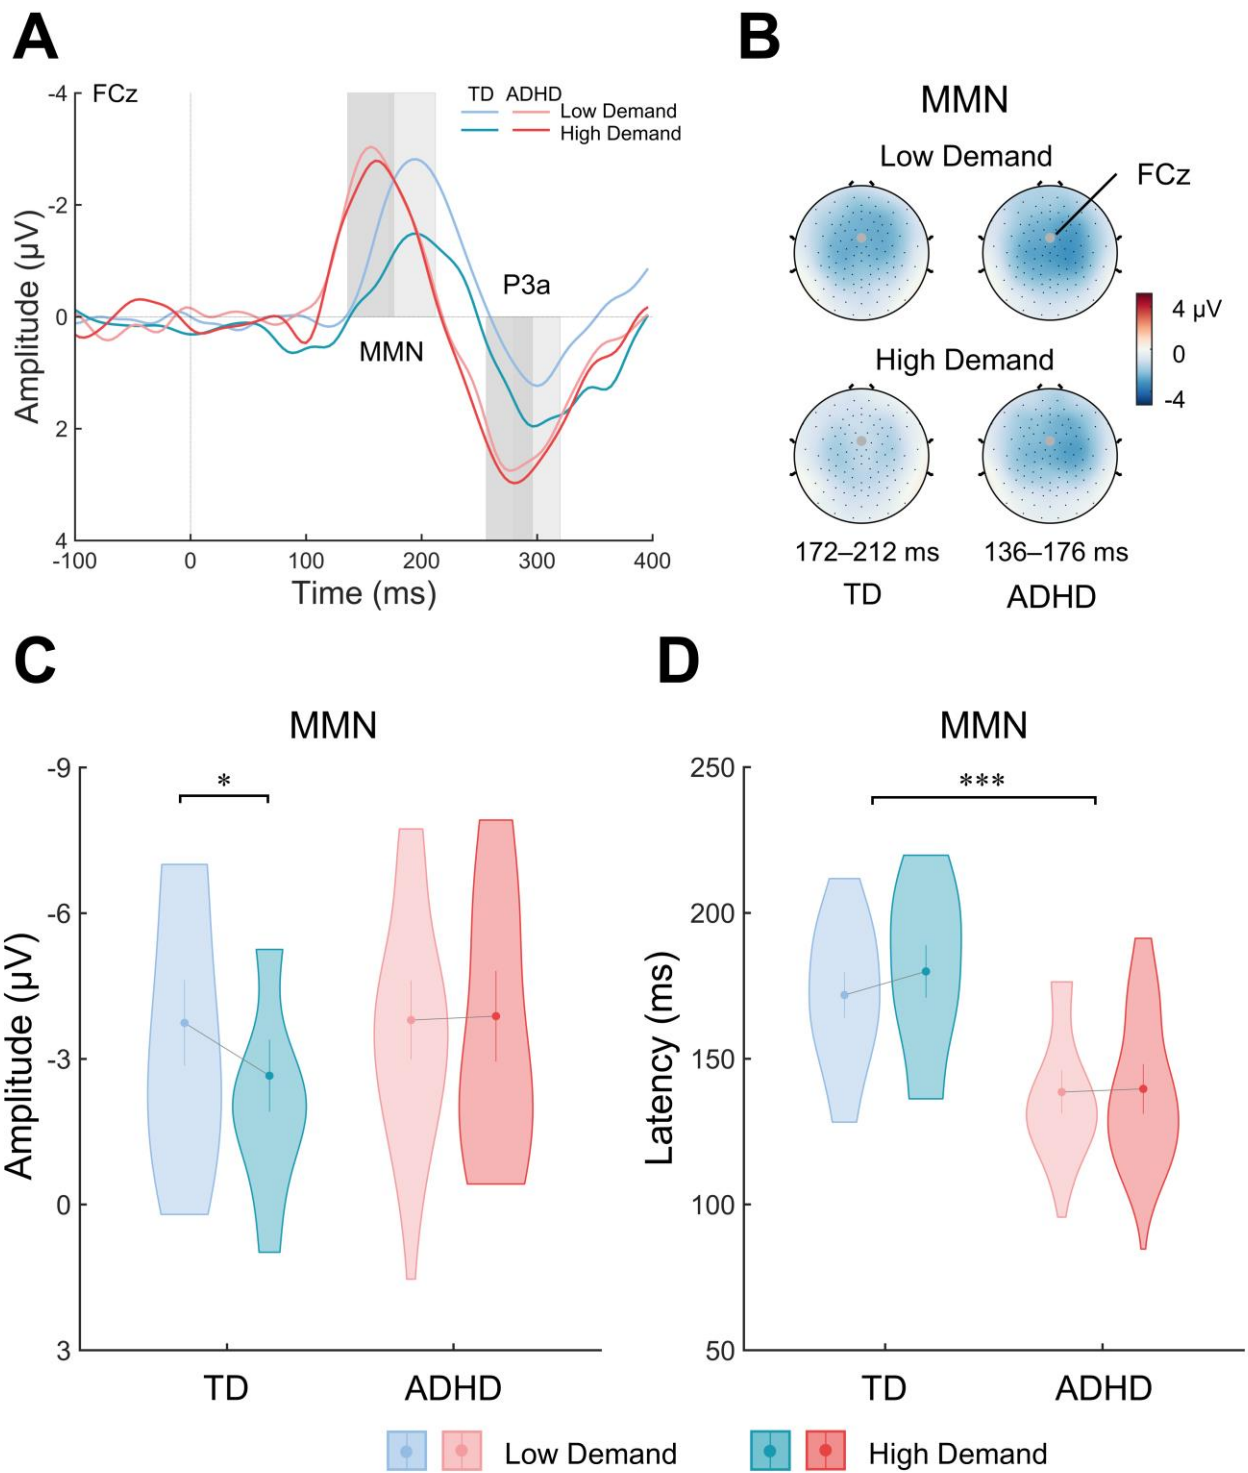 A
FCz
TD ADHD
Low Demand
High Demand
MMN
P3a
-4
-2
0
2
4
Amplitude (µV)
-100 0 100 200 300 400
Time (ms)
B
MMN
Low Demand
FCz
High Demand
4 µV
0
-4
172–212 ms 136–176 ms
TD ADHD
C
MMN
*
-9
-6
-3
0
3
Amplitude (µV)
TD ADHD
D
MMN
***
250
200
150
100
50
Latency (ms)
TD ADHD
Low Demand High Demand